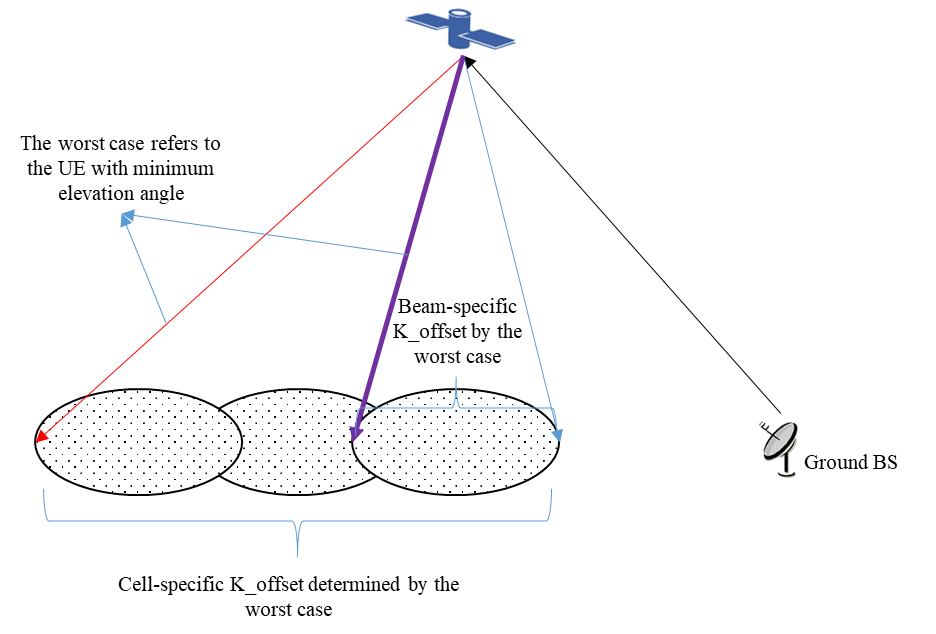 The worst case refers to
the UE with minimum
elevation angle
Beam-specific
K_offset by the
worst case
Ground BS
Cell-specific K_offset determined by the
worst case